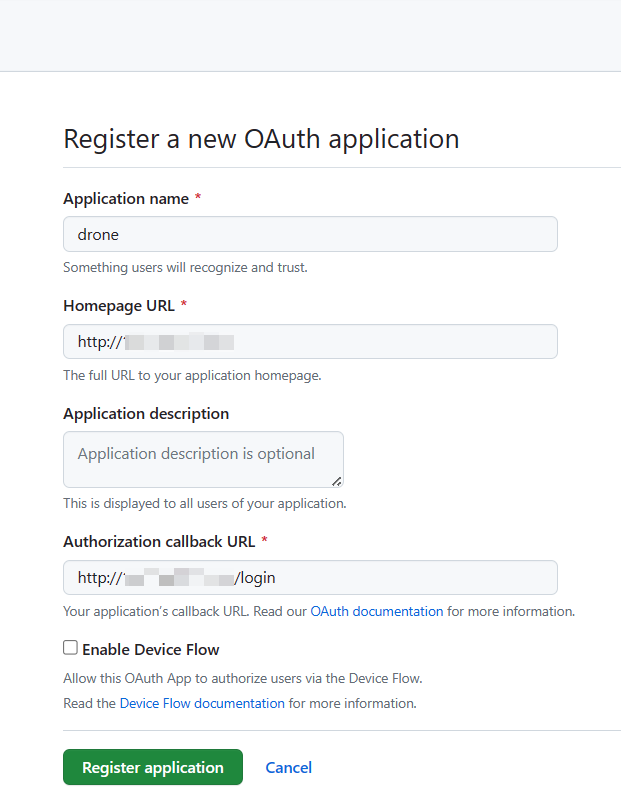 Register a new OAuth application
Application name *
drone
Something users will recognize and trust.
Homepage URL *
http://
The full URL to your application homepage.
Application description
Application description is optional
This is displayed to all users of your application.
Authorization callback URL *
http:// /login
Your application's callback URL. Read our OAuth documentation for more information.
Enable Device Flow
Allow this OAuth App to authorize users via the Device Flow.
Read the Device Flow documentation for more information.
Register application Cancel